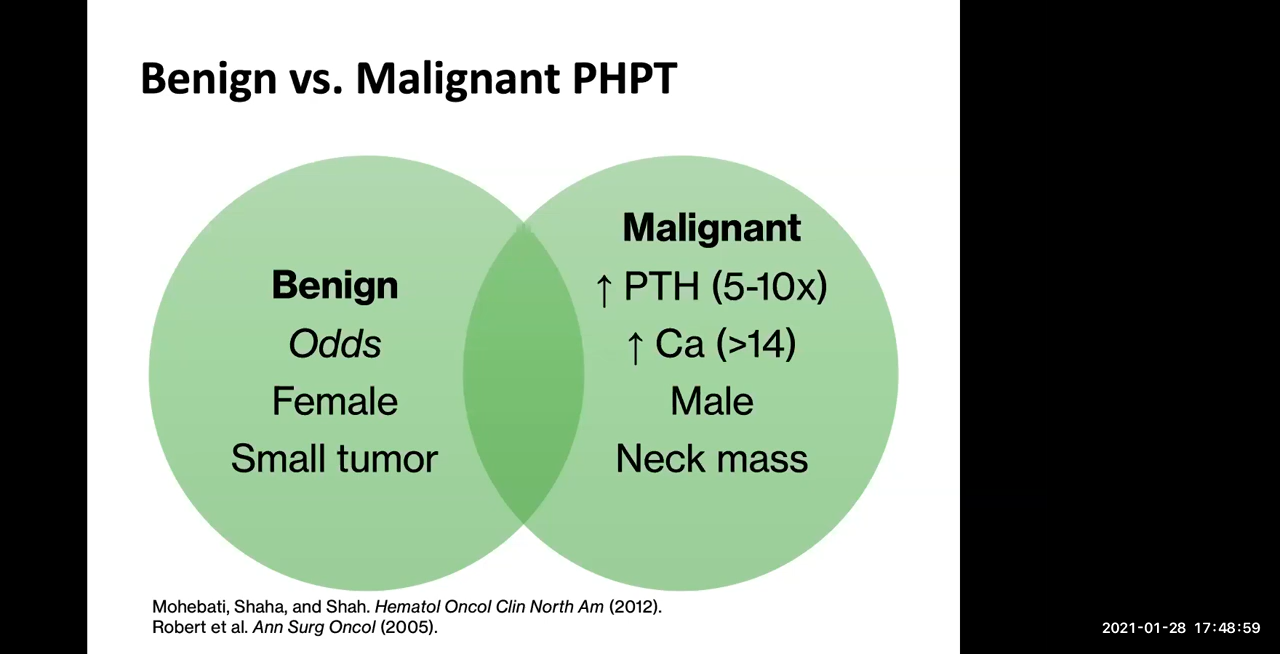 Benign vs. Malignant PHPT
Benign
Odds
Female
Small tumor
Malignant
↑ PTH (5-10x)
↑ Ca (>14)
Male
Neck mass
Mohebati, Shaha, and Shah. Hematol Oncol Clin North Am (2012).
Robert et al. Ann Surg Oncol (2005).
2021-01-28 17:48:59